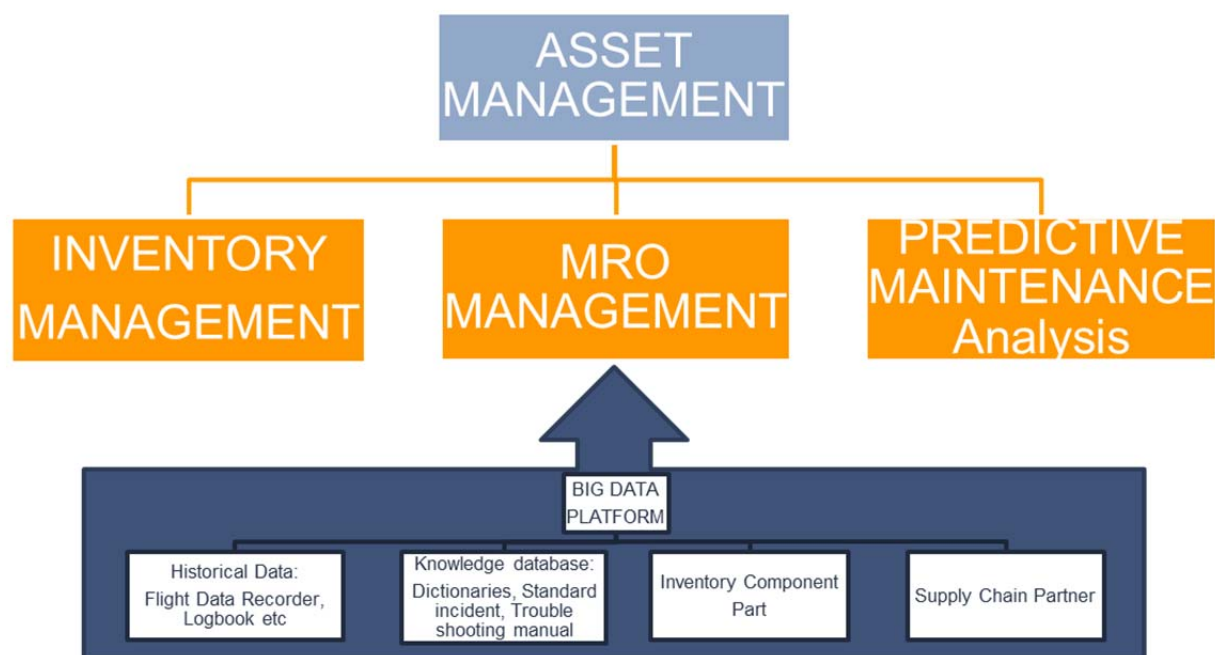 ASSET
MANAGEMENT
INVENTORY
MANAGEMENT
MRO
MANAGEMENT
PREDICTIVE
MAINTENANCE
Analysis
BIG DATA
PLATFORM
Historical Data:
Flight Data Recorder,
Logbook etc
Knowledge database:
Dictionaries, Standard
incident, Trouble
shooting manual
Inventory Component
Part
Supply Chain Partner